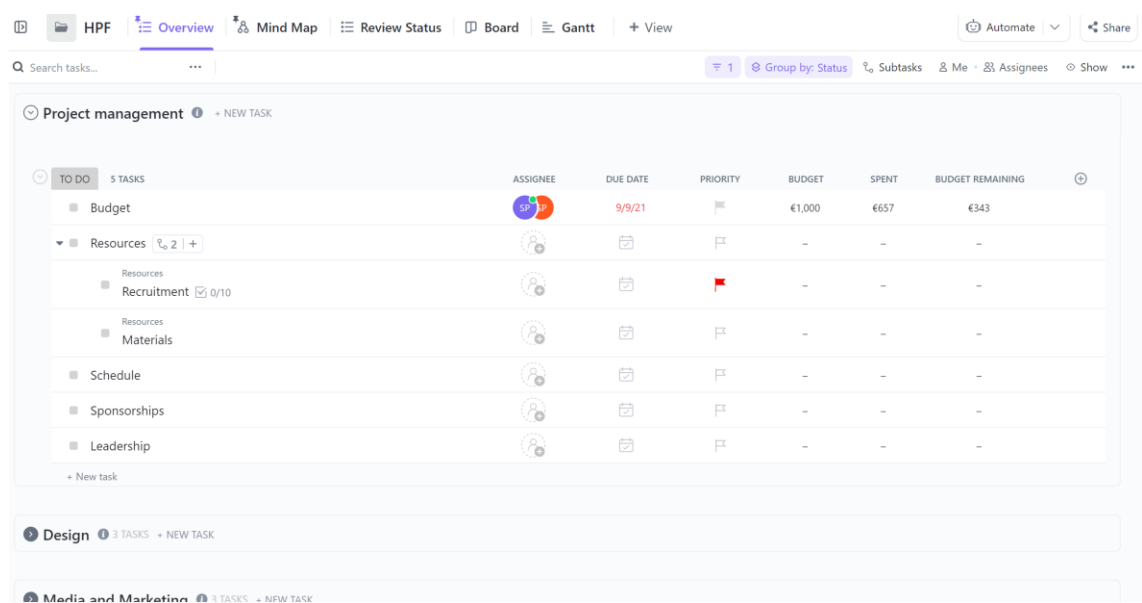 HPF Overview Mind Map Review Status Board Gantt + View Automate Share
Search tasks... ... 1 Group by: Status Subtasks Me · Assignees Show ...
Project management + NEW TASK
TO DO 5 TASKS ASSIGNEE DUE DATE PRIORITY BUDGET SPENT BUDGET REMAINING
Budget SP SP 9/9/21 €1,000 €657 €343
Resources 2 + – – –
Resources
Recruitment 0/10 – – –
Resources
Materials – – –
Schedule – – –
Sponsorships – – –
Leadership – – –
+ New task
Design 3 TASKS + NEW TASK
Media and Marketing 3 TASKS + NEW TASK